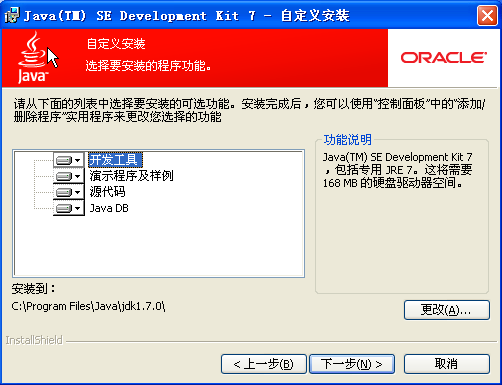 Java(TM) SE Development Kit 7 - 自定义安装
自定义安装
选择要安装的程序功能。
Java
ORACLE
请从下面的列表中选择要安装的可选功能。安装完成后，您可以使用“控制面板”中的“添加/
删除程序”实用程序来更改您选择的功能
开发工具
演示程序及样例
源代码
Java DB
功能说明
Java(TM) SE Development Kit 7
，包括专用 JRE 7。这将需要
168 MB 的硬盘驱动器空间。
安装到：
C:\Program Files\Java\jdk1.7.0\
更改(A)...
InstallShield
< 上一步(B)
下一步(N) >
取消